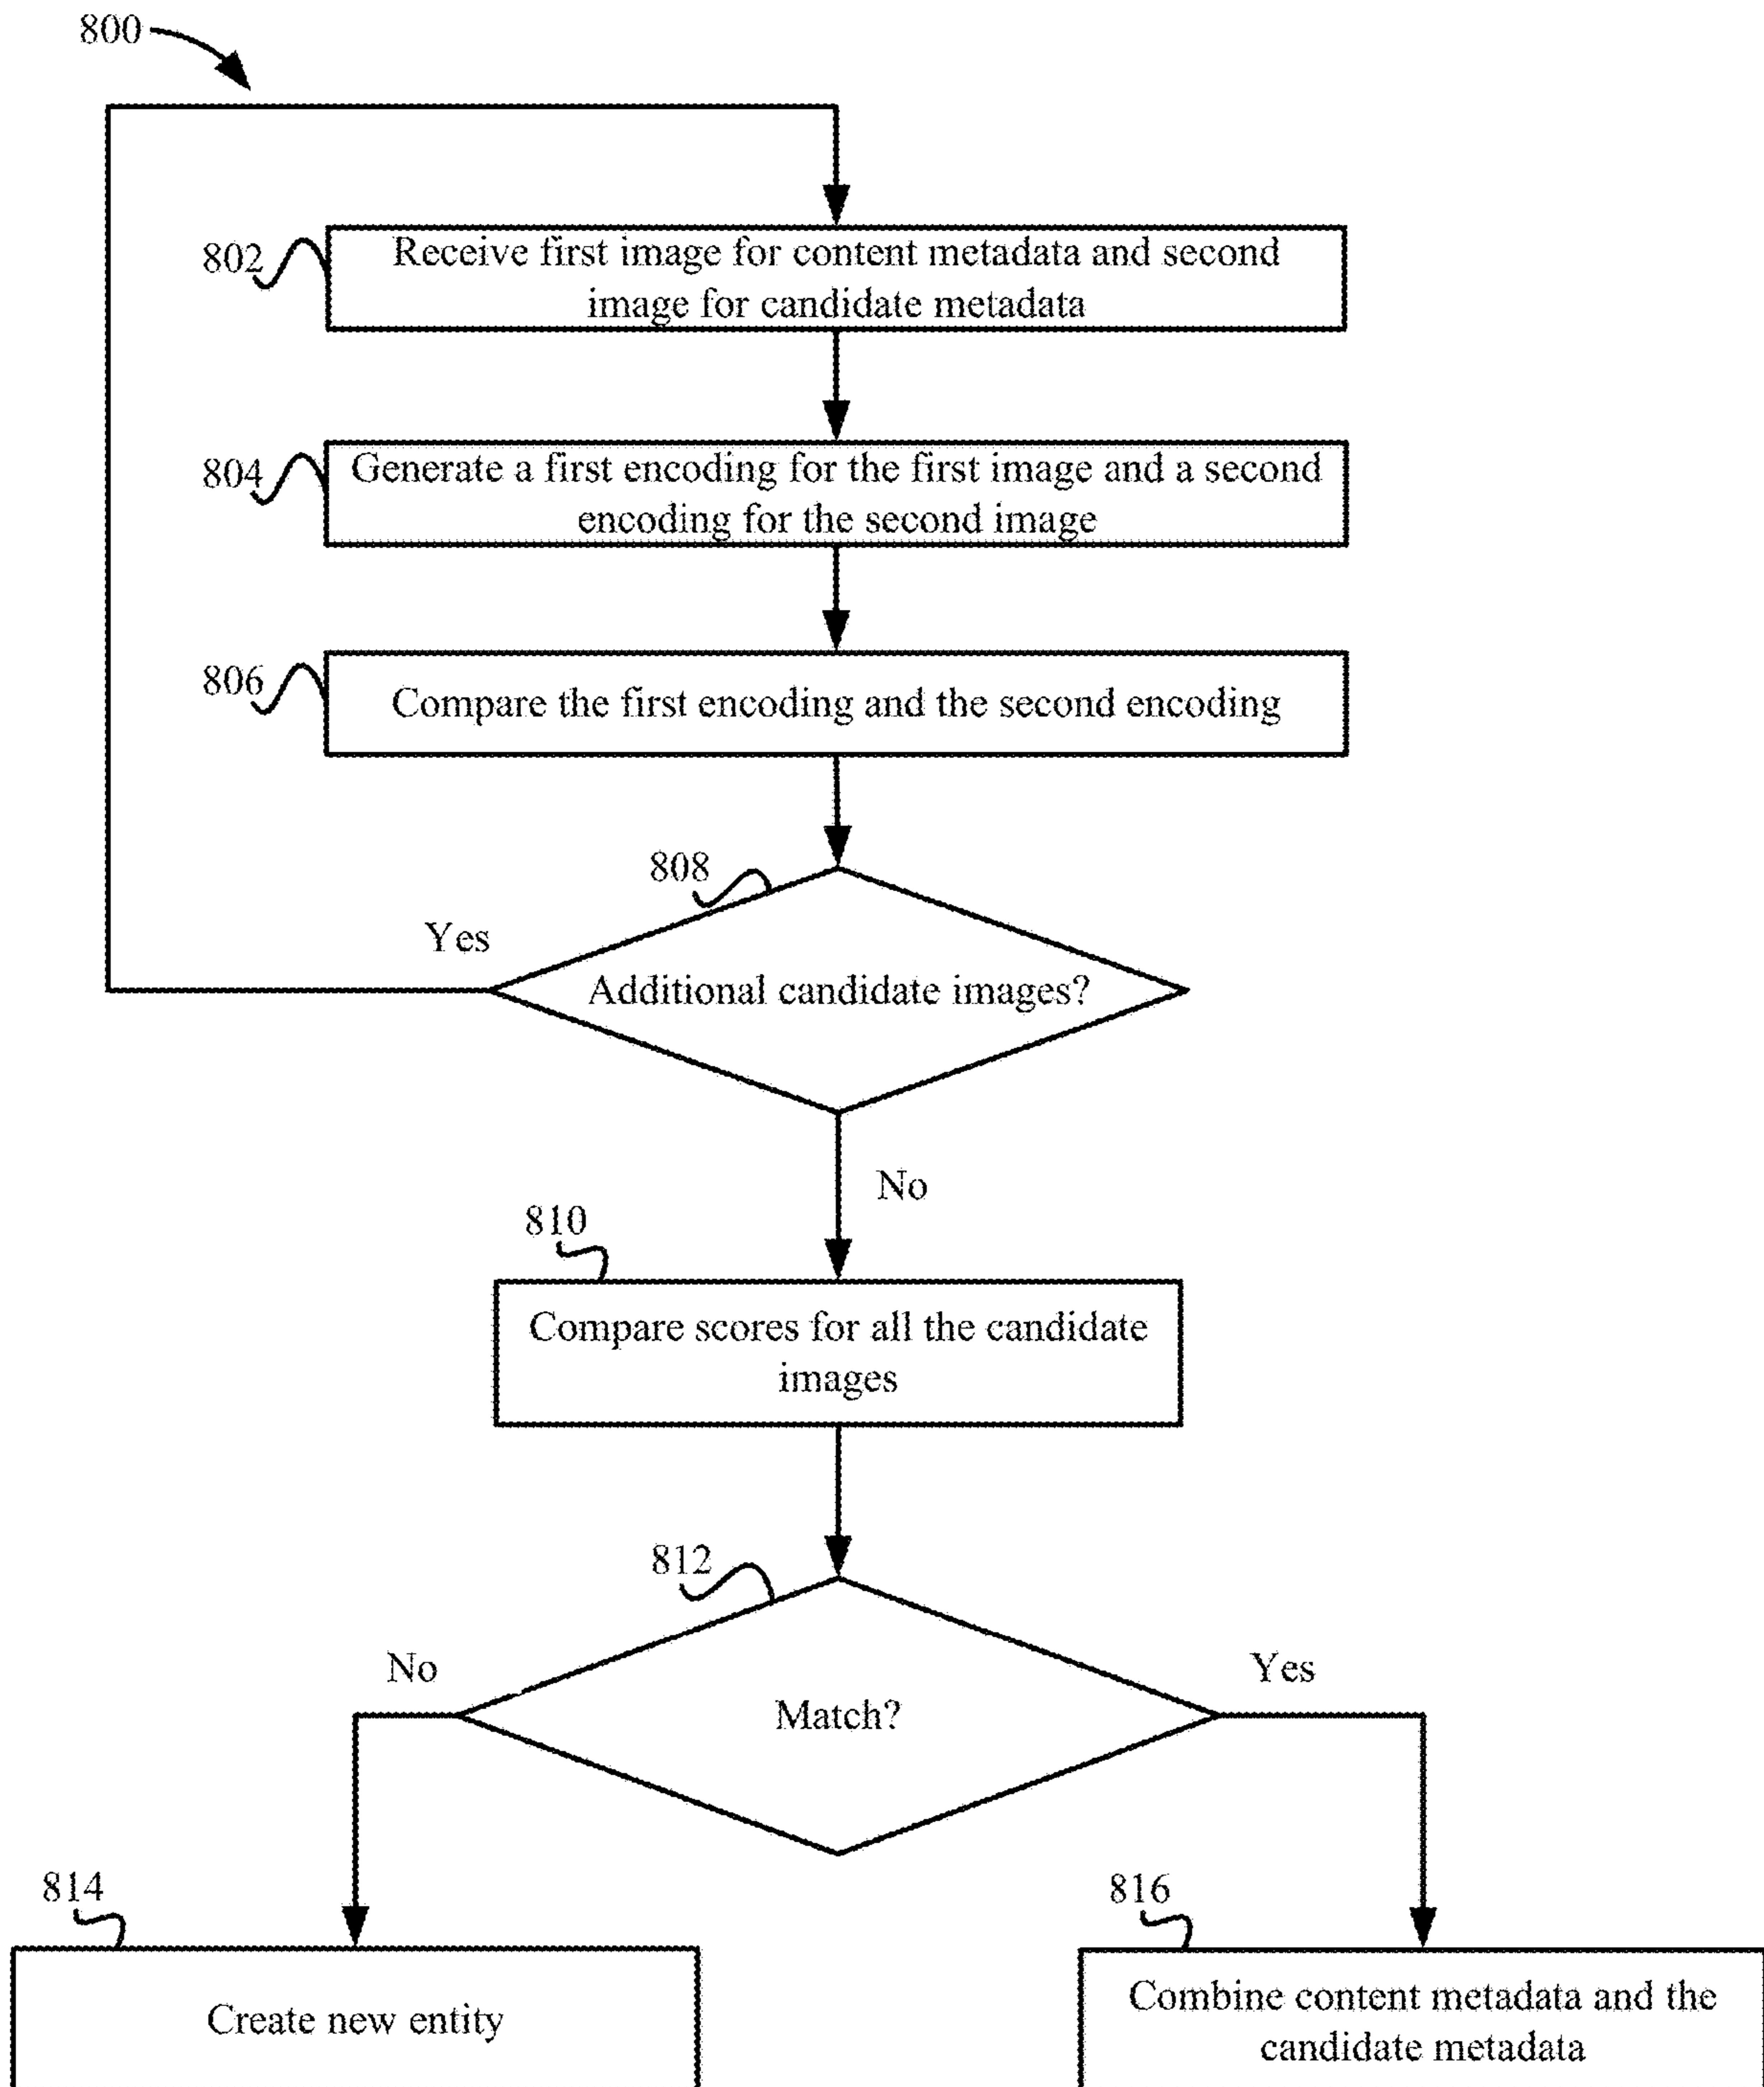 800
802
Receive first image for content metadata and second
image for candidate metadata
804
Generate a first encoding for the first image and a second
encoding for the second image
806
Compare the first encoding and the second encoding
808
Yes
Additional candidate images?
No
810
Compare scores for all the candidate
images
812
No
Yes
Match?
814
816
Create new entity
Combine content metadata and the
candidate metadata